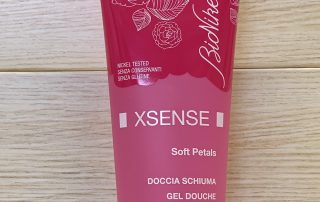 BioNike
NICKEL TESTED
SENZA CONSERVANTI
SENZA GLUTINE
XSENSE
Soft Petals
DOCCIA SCHIUMA
GEL DOUCHE